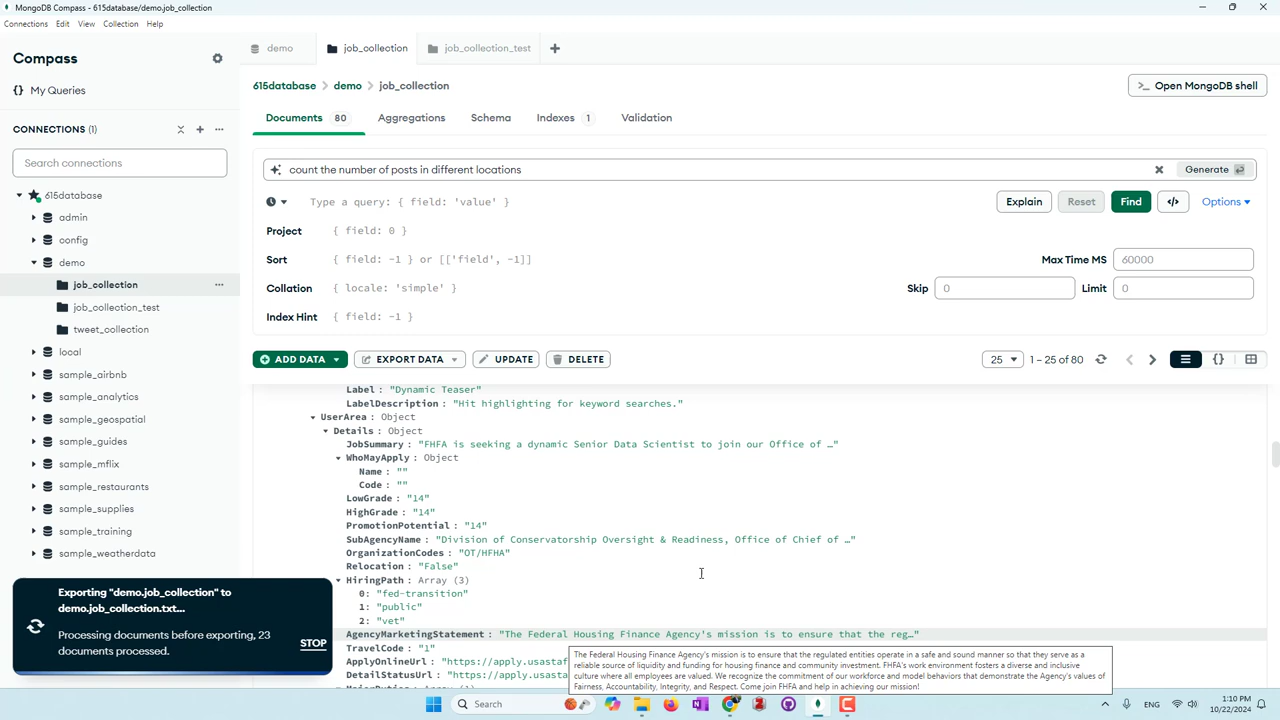 MongoDB Compass - 615database/demo.job_collection
Connections Edit View Collection Help
Compass
{} My Queries
CONNECTIONS (1)
Search connections
615database
admin
config
demo
job_collection
job_collection_test
tweet_collection
local
sample_airbnb
sample_analytics
sample_geospatial
sample_guides
sample_mflix
sample_restaurants
sample_supplies
sample_training
sample_weatherdata
Exporting "demo.job_collection" to
demo.job_collection.txt...
Processing documents before exporting, 23
documents processed.
STOP
demo job_collection job_collection_test
615database > demo > job_collection
>_ Open MongoDB shell
Documents 80 Aggregations Schema Indexes 1 Validation
count the number of posts in different locations
Generate
Type a query: { field: 'value' }
Explain Reset Find </> Options
Project { field: 0 }
Sort { field: -1 } or [['field', -1]]
Max Time MS 60000
Collation { locale: 'simple' }
Skip 0 Limit 0
Index Hint { field: -1 }
ADD DATA EXPORT DATA UPDATE DELETE
25 1 – 25 of 80 {}
Label : "Dynamic Teaser"
LabelDescription : "Hit highlighting for keyword searches."
UserArea : Object
Details : Object
JobSummary : "FHFA is seeking a dynamic Senior Data Scientist to join our Office of …"
WhoMayApply : Object
Name : ""
Code : ""
LowGrade : "14"
HighGrade : "14"
PromotionPotential : "14"
SubAgencyName : "Division of Conservatorship Oversight & Readiness, Office of Chief of …"
OrganizationCodes : "OT/HFHA"
Relocation : "False"
HiringPath : Array (3)
0: "fed-transition"
1: "public"
2: "vet"
AgencyMarketingStatement : "The Federal Housing Finance Agency's mission is to ensure that the reg…"
TravelCode : "1"
ApplyOnlineUrl : "https://apply.usastaf
DetailStatusUrl : "https://apply.usastaf
The Federal Housing Finance Agency's mission is to ensure that the regulated entities operate in a safe and sound manner so that they serve as a
reliable source of liquidity and funding for housing finance and community investment. FHFA's work environment fosters a diverse and inclusive
culture where all employees are valued. We recognize the commitment of our workforce and model behaviors that demonstrate the Agency's values of
Fairness, Accountability, Integrity, and Respect. Come join FHFA and help in achieving our mission!
Search
ENG
1:10 PM
10/22/2024